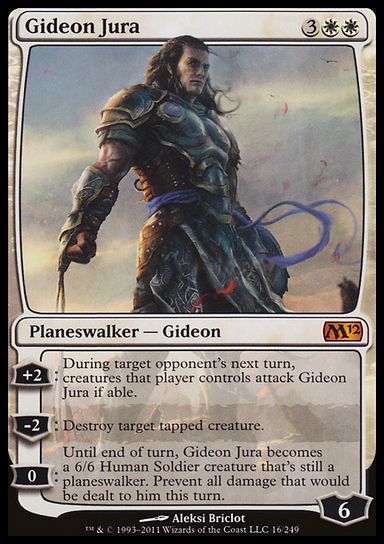 Gideon Jura 3
Planeswalker — Gideon M12
+2: During target opponent's next turn,
creatures that player controls attack Gideon
Jura if able.
-2: Destroy target tapped creature.
Until end of turn, Gideon Jura becomes
0: a 6/6 Human Soldier creature that's still a
planeswalker. Prevent all damage that would
be dealt to him this turn.
6
Aleksi Briclot
™ & © 1993–2011 Wizards of the Coast LLC 16/249